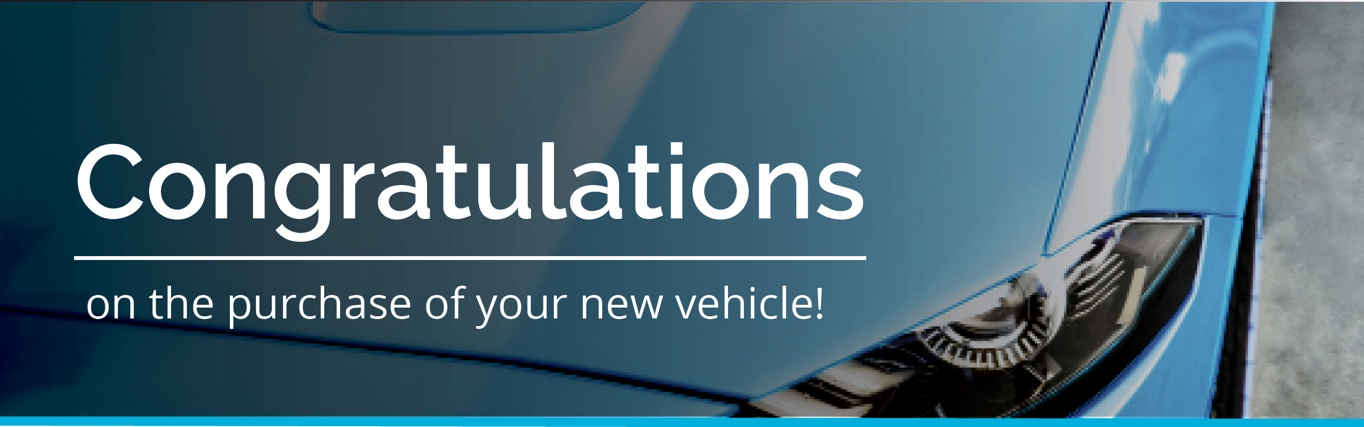 Congratulations
on the purchase of your new vehicle!